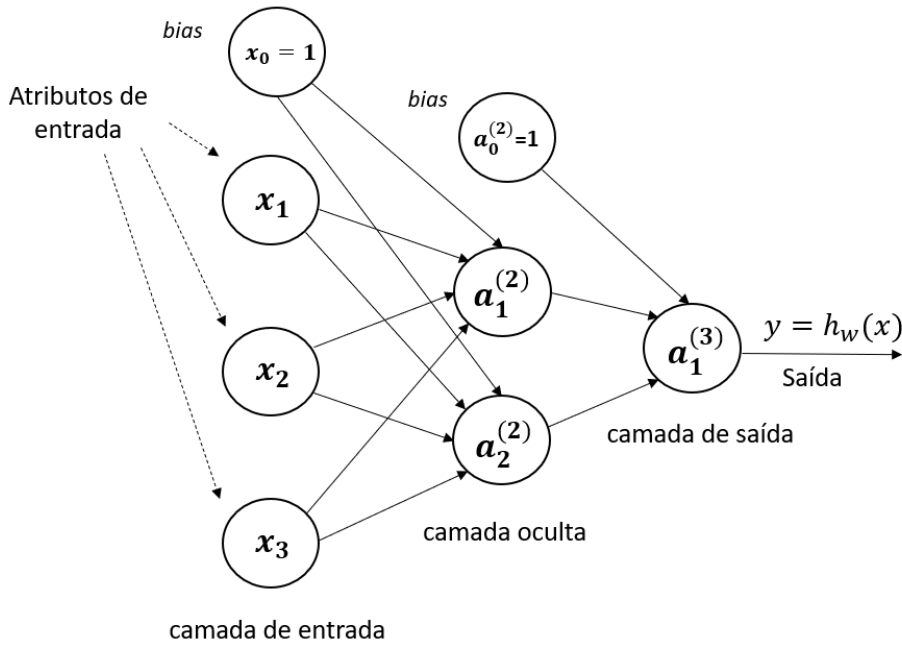 bias
x₀ = 1
Atributos de
entrada
bias
a₀⁽²⁾=1
x₁
a₁⁽²⁾
y = h_w(x)
a₁⁽³⁾
x₂
Saída
a₂⁽²⁾
camada de saída
x₃
camada oculta
camada de entrada